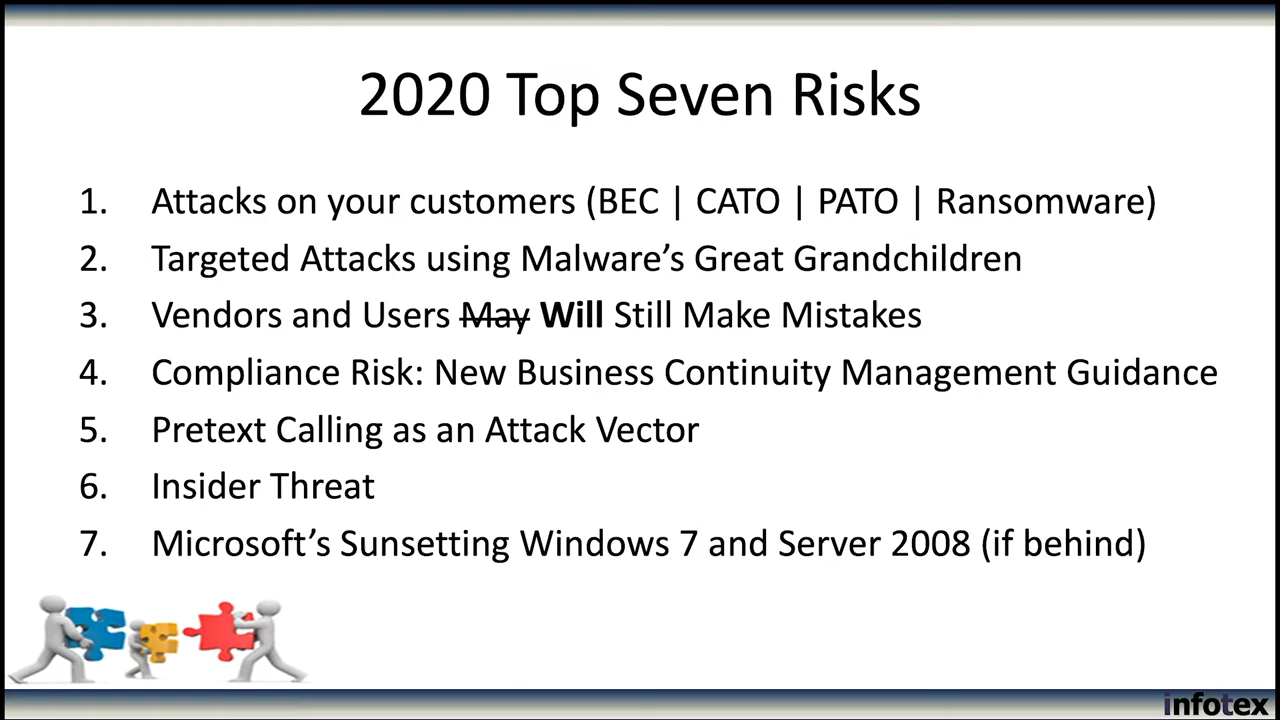 2020 Top Seven Risks
1. Attacks on your customers (BEC | CATO | PATO | Ransomware)
2. Targeted Attacks using Malware’s Great Grandchildren
3. Vendors and Users May Will Still Make Mistakes
4. Compliance Risk: New Business Continuity Management Guidance
5. Pretext Calling as an Attack Vector
6. Insider Threat
7. Microsoft’s Sunsetting Windows 7 and Server 2008 (if behind)
infotex